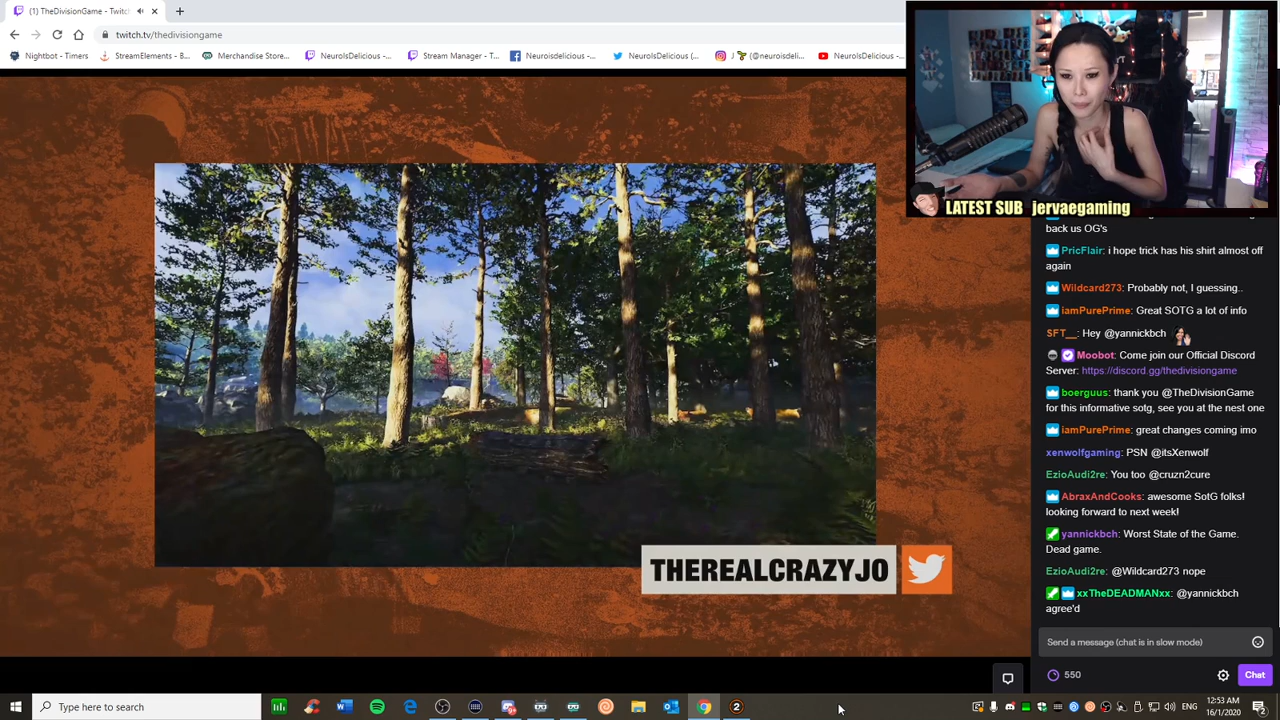 (1) TheDivisionGame - Twitch
twitch.tv/thedivisiongame
Nightbot - Timers
StreamElements - B...
Merchandise Store...
NeuroIsDelicious -...
Stream Manager - T...
Neuroisdelicious -...
NeuroIsDelicious (...
(@neuroisdeli...
NeuroIsDelicious -...
LATEST SUB jervaegaming
back us OG's
PricFlair: i hope trick has his shirt almost off
again
Wildcard273: Probably not, I guessing..
iamPurePrime: Great SOTG a lot of info
SFT__: Hey @yannickbch
Moobot: Come join our Official Discord
Server: https://discord.gg/thedivisiongame
boerguus: thank you @TheDivisionGame
for this informative sotg, see you at the nest one
iamPurePrime: great changes coming imo
xenwolfgaming: PSN @itsXenwolf
EzioAudi2re: You too @cruzn2cure
AbraxAndCooks: awesome SotG folks!
looking forward to next week!
yannickbch: Worst State of the Game.
Dead game.
EzioAudi2re: @Wildcard273 nope
xxTheDEADMANxx: @yannickbch
agree'd
THEREALCRAZYJO
Send a message (chat is in slow mode)
550
Chat
Type here to search
12:53 AM
16/1/2020